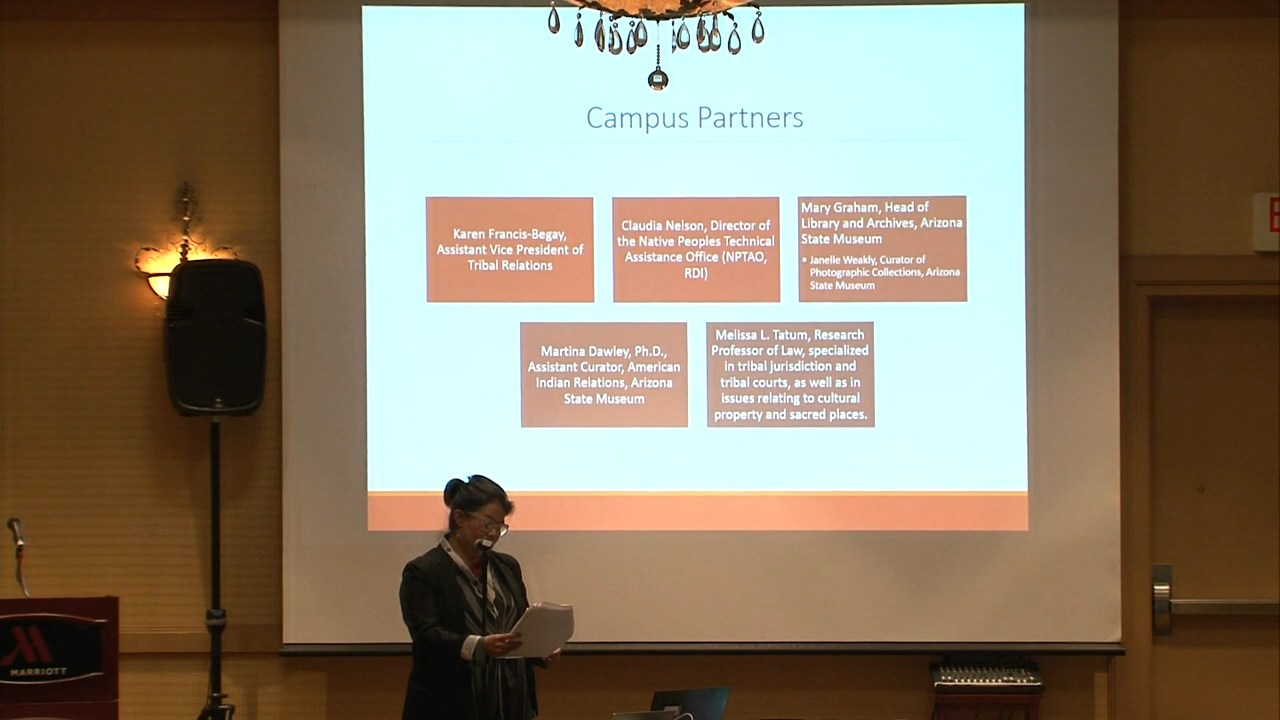 Campus Partners
Karen Francis-Begay,
Assistant Vice President of
Tribal Relations
Claudia Nelson, Director of
the Native Peoples Technical
Assistance Office (NPTAO,
RDI)
Mary Graham, Head of
Library and Archives, Arizona
State Museum
• Janelle Weakly, Curator of
Photographic Collections, Arizona
State Museum
Martina Dawley, Ph.D.,
Assistant Curator, American
Indian Relations, Arizona
State Museum
Melissa L. Tatum, Research
Professor of Law, specialized
in tribal jurisdiction and
tribal courts, as well as in
issues relating to cultural
property and sacred places.
MARRIOTT